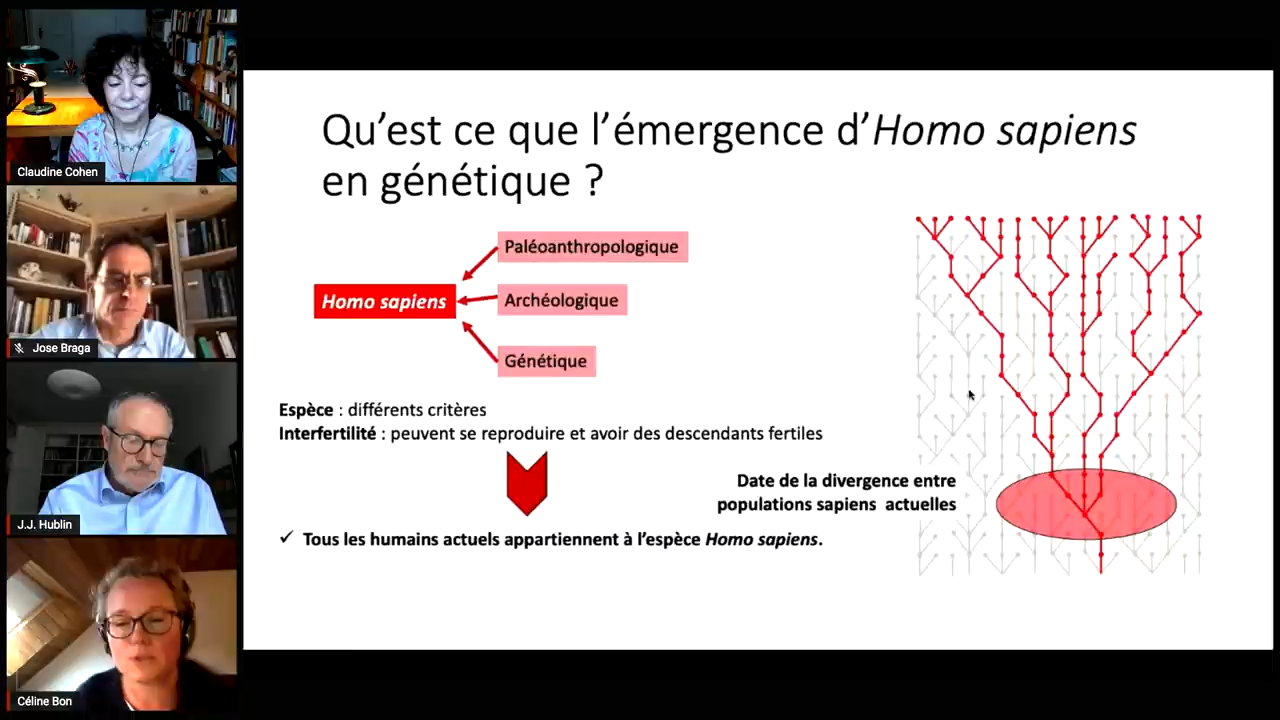 Claudine Cohen
Jose Braga
J.J. Hublin
Céline Bon
Qu’est ce que l’émergence d’Homo sapiens
en génétique ?
Paléoanthropologique
Homo sapiens
Archéologique
Génétique
Espèce : différents critères
Interfertilité : peuvent se reproduire et avoir des descendants fertiles
Date de la divergence entre
populations sapiens actuelles
✓ Tous les humains actuels appartiennent à l’espèce Homo sapiens.